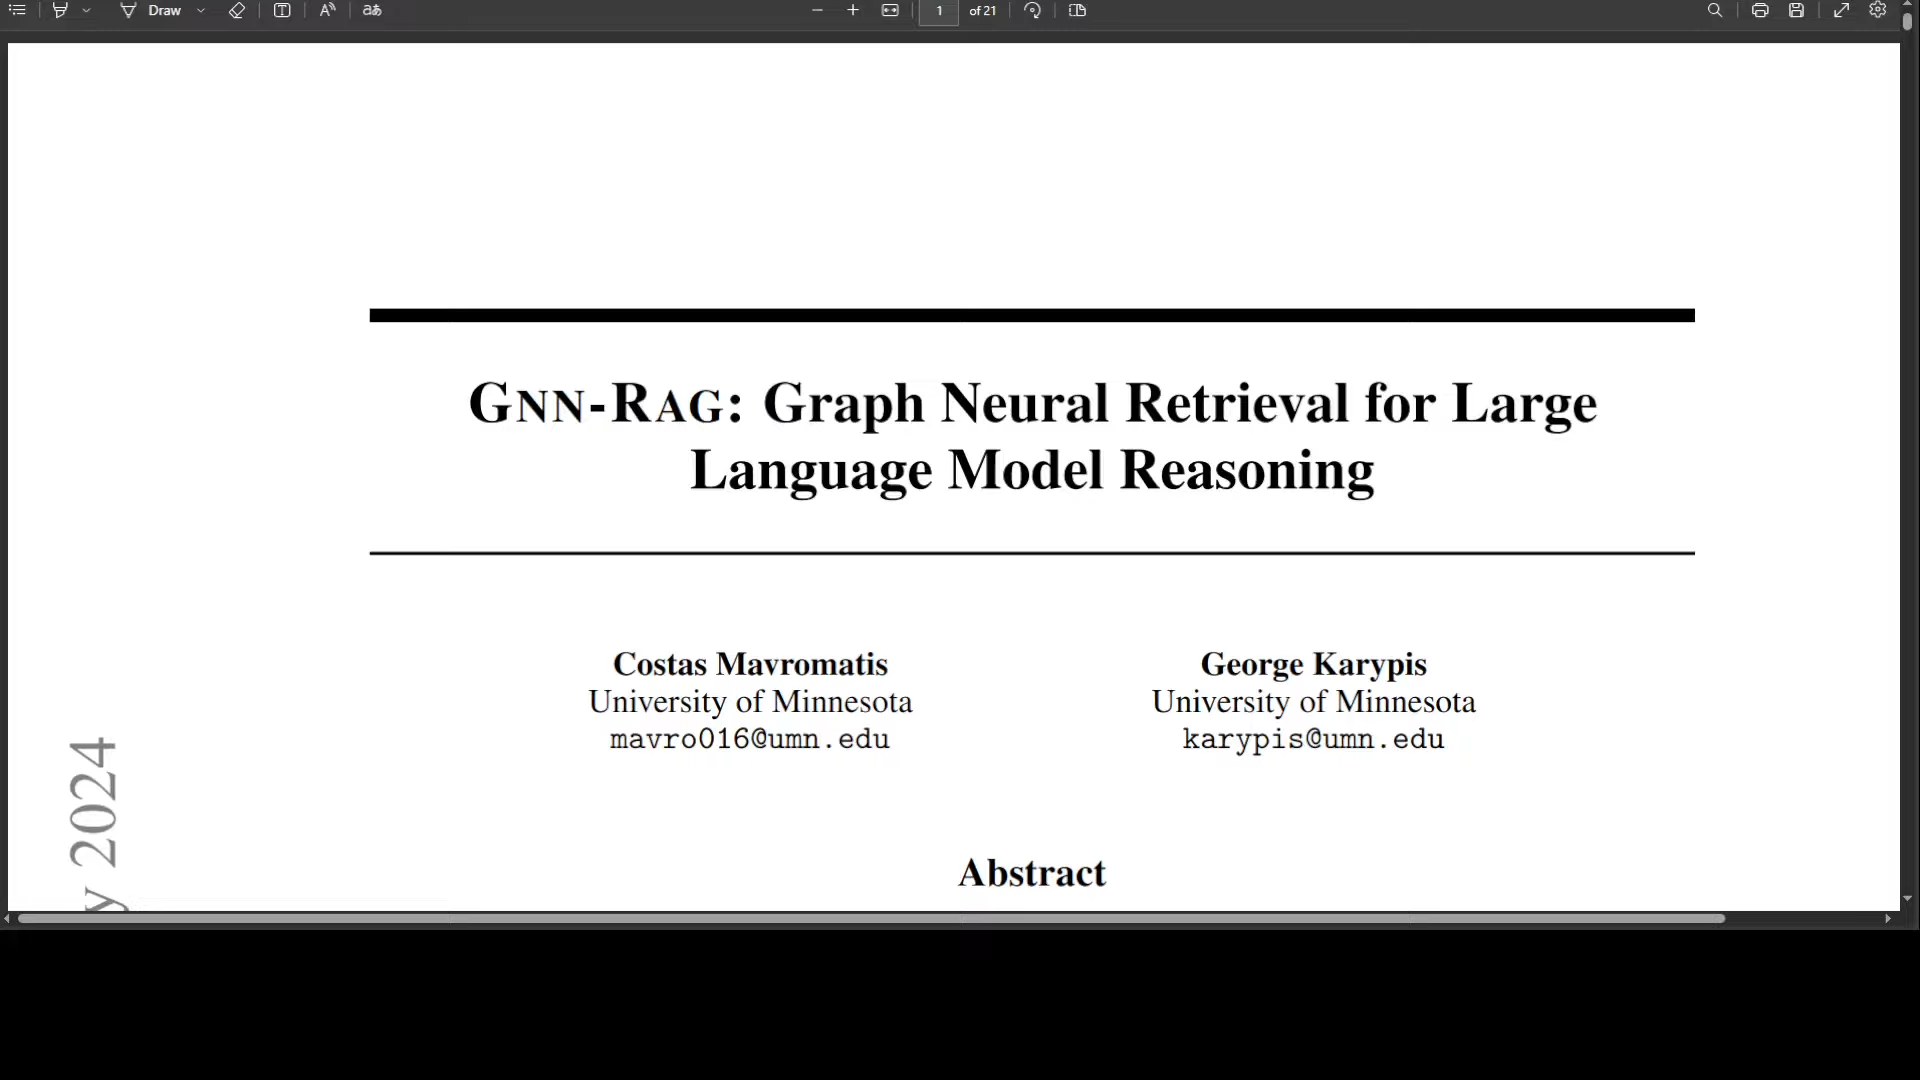 Draw
1
of 21
GNN-RAG: Graph Neural Retrieval for Large
Language Model Reasoning
Costas Mavromatis
University of Minnesota
mavro016@umn.edu
George Karypis
University of Minnesota
karypis@umn.edu
Abstract
y 2024